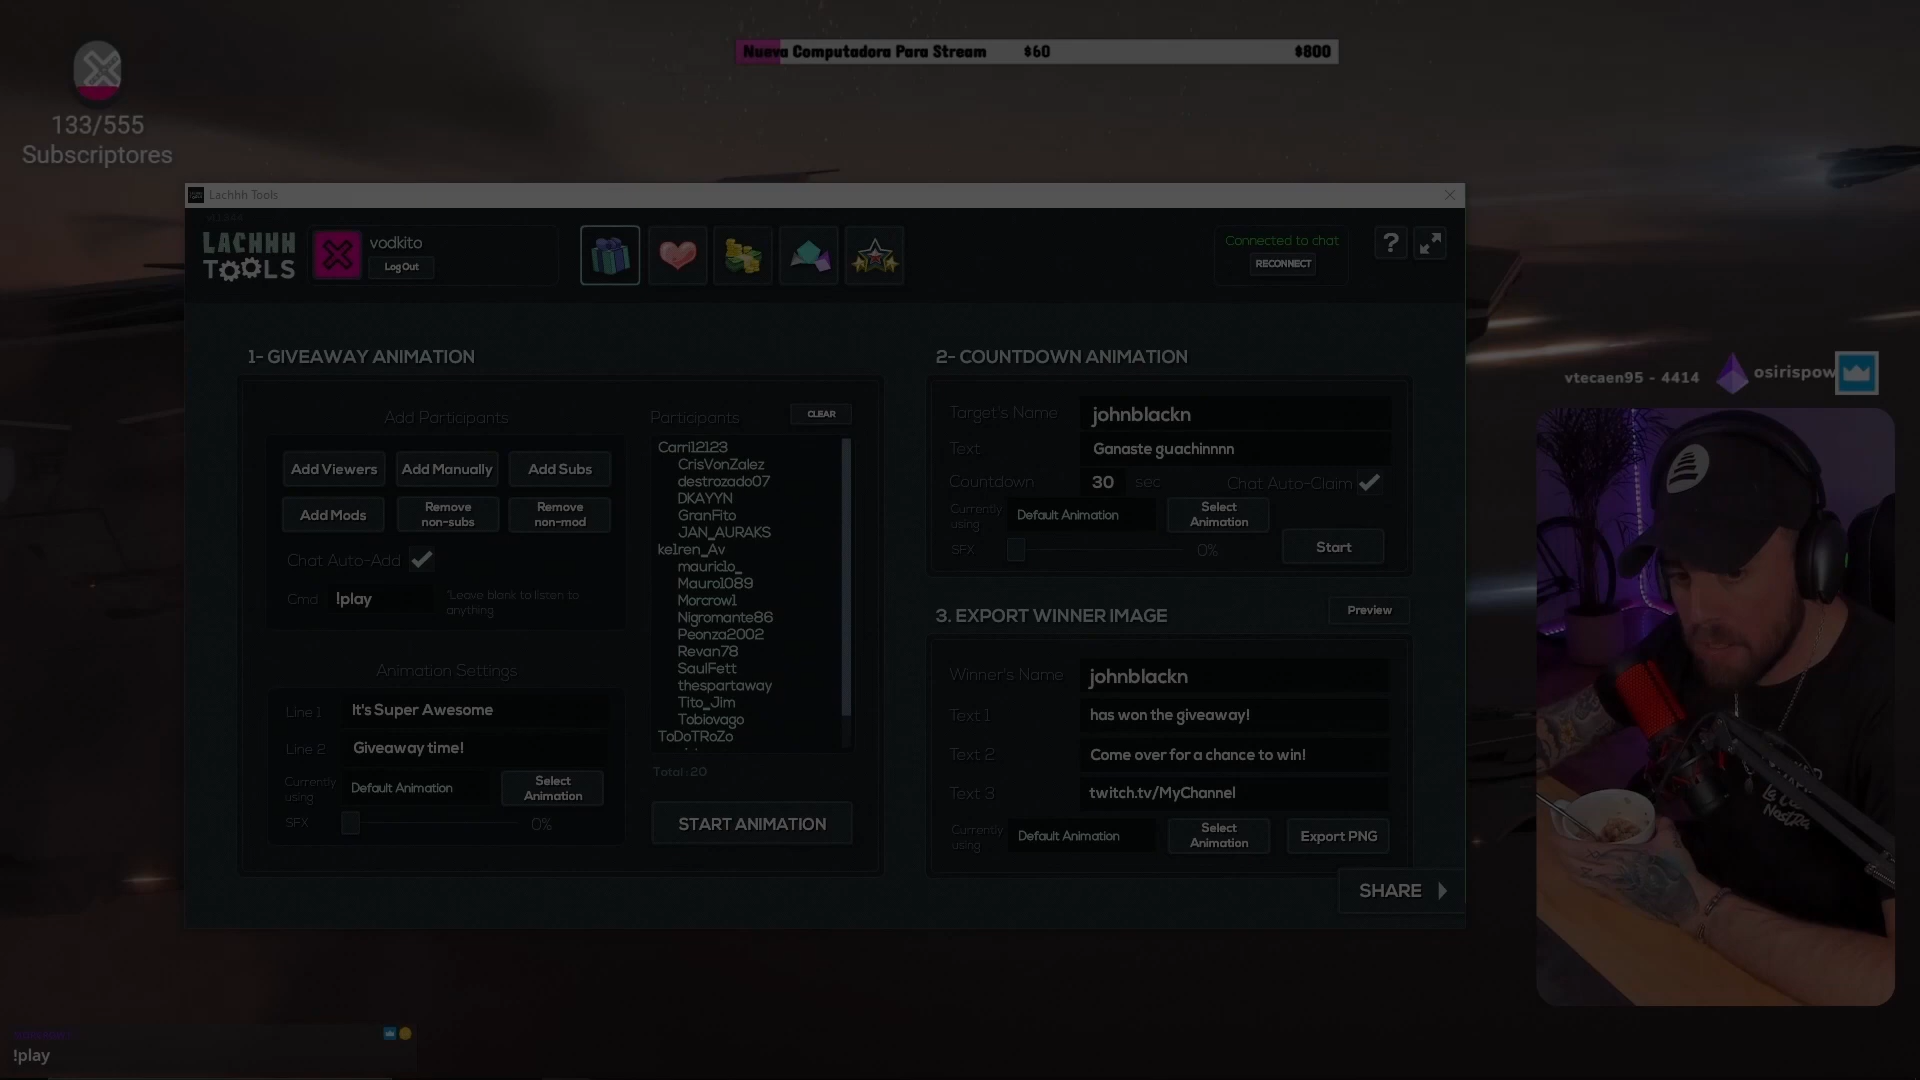 Nueva Computadora Para Stream $60 $800
133/555
Subscriptores
Lachhh Tools
LACHHH
TOOLS
vodkito
Log Out
Connected to chat
RECONNECT
?
1- GIVEAWAY ANIMATION
Add Participants
Add Viewers
Add Manually
Add Subs
Add Mods
Remove
non-subs
Remove
non-mod
Chat Auto-Add
Cmd !play
*Leave blank to listen to
anything
Animation Settings
Line 1 It's Super Awesome
Line 2 Giveaway time!
Currently
using
Default Animation
Select
Animation
SFX 0%
Participants
CLEAR
Carri12123
CrisVonZalez
destrozado07
DKAYYN
GranFito
JAN_AURAKS
ke1ren_Av
mauric1o_
Mauro1089
Morcrow1
Nigromante86
Peonza2002
Revan78
SaulFett
thespartaway
Tito_Jim
Tobiovago
ToDoTRoZo
Total : 20
START ANIMATION
2- COUNTDOWN ANIMATION
Target's Name johnblackn
Text Ganaste guachinnnn
Countdown 30 sec Chat Auto-Claim
Currently
using
Default Animation
Select
Animation
SFX 0%
Start
3. EXPORT WINNER IMAGE
Preview
Winner's Name johnblackn
Text 1 has won the giveaway!
Text 2 Come over for a chance to win!
Text 3 twitch.tv/MyChannel
Currently
using
Default Animation
Select
Animation
Export PNG
SHARE
vtecaen95 - 4414
osirispow
!play